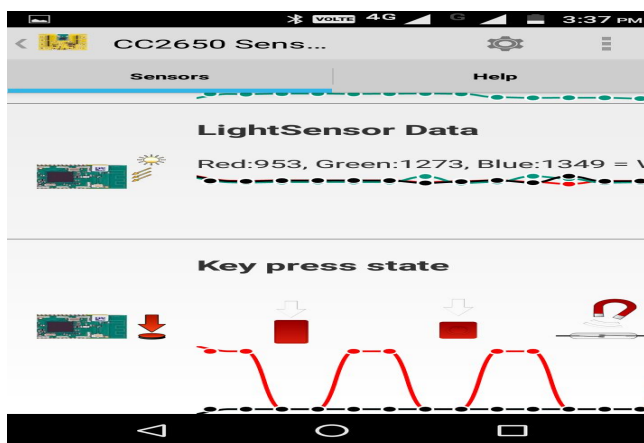 VOLTE 4G G 3:37 PM
CC2650 Sens...
Sensors Help
LightSensor Data
Red:953, Green:1273, Blue:1349 =
Key press state